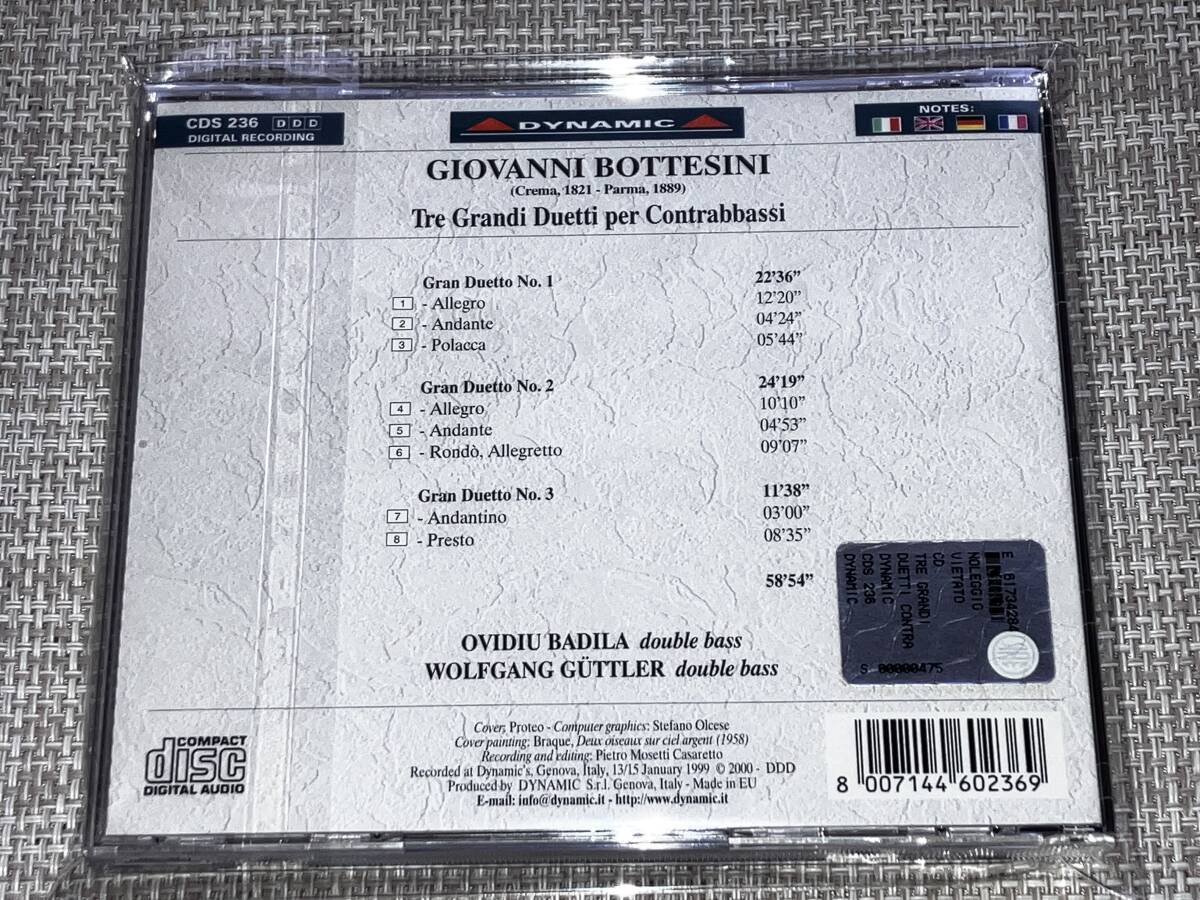 CDS 236 DDD
DIGITAL RECORDING
DYNAMIC
NOTES:
GIOVANNI BOTTESINI
(Crema, 1821 - Parma, 1889)
Tre Grandi Duetti per Contrabbassi
Gran Duetto No. 1 22'36"
1 - Allegro 12'20"
2 - Andante 04'24"
3 - Polacca 05'44"
Gran Duetto No. 2 24'19"
4 - Allegro 10'10"
5 - Andante 04'53"
6 - Rondò, Allegretto 09'07"
Gran Duetto No. 3 11'38"
7 - Andantino 03'00"
8 - Presto 08'35"
58'54"
OVIDIU BADILA double bass
WOLFGANG GÜTTLER double bass
E 61734284
NOLEGGIO
VIETATO
CD
TRE GRANDI
DUETTI CONTRA
DYNAMIC
CDS 236
DYNAMIC
S 00000475
Cover, Proteo - Computer graphics: Stefano Olcese
Cover painting: Braque, Deux oiseaux sur ciel argent (1958)
Recording and editing: Pietro Mosetti Casaretto
Recorded at Dynamic's, Genova, Italy, 13/15 January 1999 © 2000 - DDD
Produced by DYNAMIC S.r.l. Genova, Italy - Made in EU
E-mail: info@dynamic.it - http://www.dynamic.it
COMPACT
disc
DIGITAL AUDIO
8 007144 602369